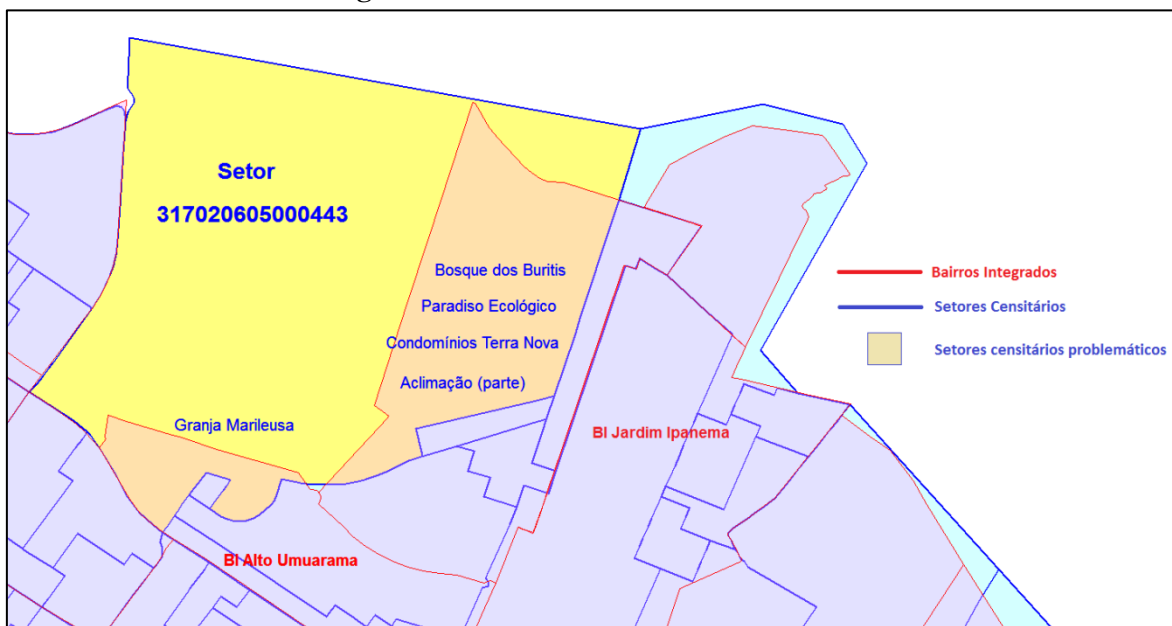 Setor
317020605000443
Bosque dos Buritis
Paradiso Ecológico
Condomínios Terra Nova
Aclimação (parte)
Granja Marileusa
BI Jardim Ipanema
BI Alto Umuarama
Bairros Integrados
Setores Censitários
Setores censitários problemáticos